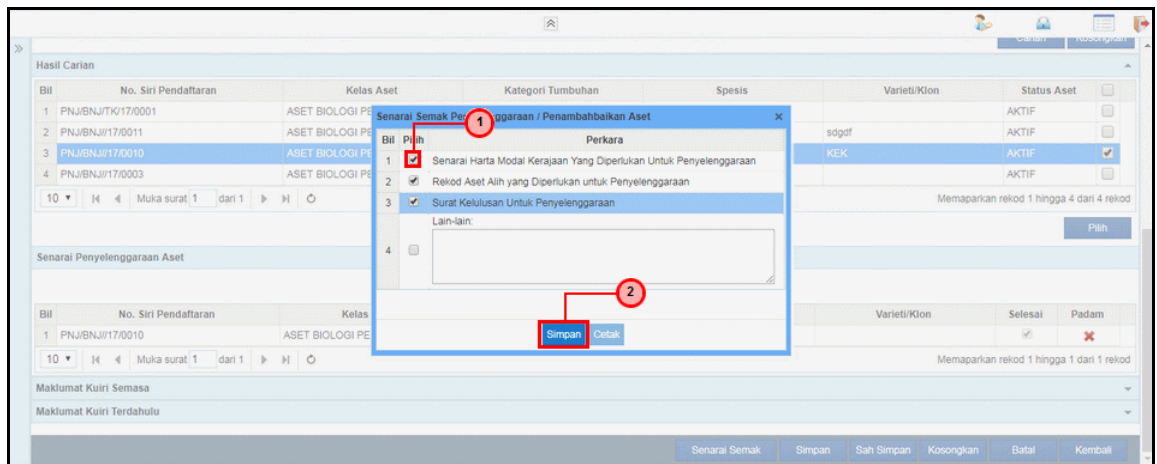 Carian Kosongkan
Hasil Carian
Bil No. Siri Pendaftaran Kelas Aset Kategori Tumbuhan Spesis Varieti/Klon Status Aset
1 PNJ/BNJ/TK/17/0001 ASET BIOLOGI PE AKTIF
2 PNJ/BNJ//17/0011 ASET BIOLOGI PE sdgdf AKTIF
3 PNJ/BNJ//17/0010 ASET BIOLOGI PE KEK AKTIF
4 PNJ/BNJ//17/0003 ASET BIOLOGI PE AKTIF
10 Muka surat 1 dari 1 Memaparkan rekod 1 hingga 4 dari 4 rekod
Pilih
Senarai Semak Pe ggaraan / Penambahbaikan Aset
1
Bil Pilih Perkara
1 Senarai Harta Modal Kerajaan Yang Diperlukan Untuk Penyelenggaraan
2 Rekod Aset Alih yang Diperlukan untuk Penyelenggaraan
3 Surat Kelulusan Untuk Penyelenggaraan
Lain-lain:
4
2
Simpan Cetak
Senarai Penyelenggaraan Aset
Bil No. Siri Pendaftaran Kelas Varieti/Klon Selesai Padam
1 PNJ/BNJ//17/0010 ASET BIOLOGI PE
10 Muka surat 1 dari 1 Memaparkan rekod 1 hingga 1 dari 1 rekod
Maklumat Kuiri Semasa
Maklumat Kuiri Terdahulu
Senarai Semak Simpan Sah Simpan Kosongkan Batal Kembali